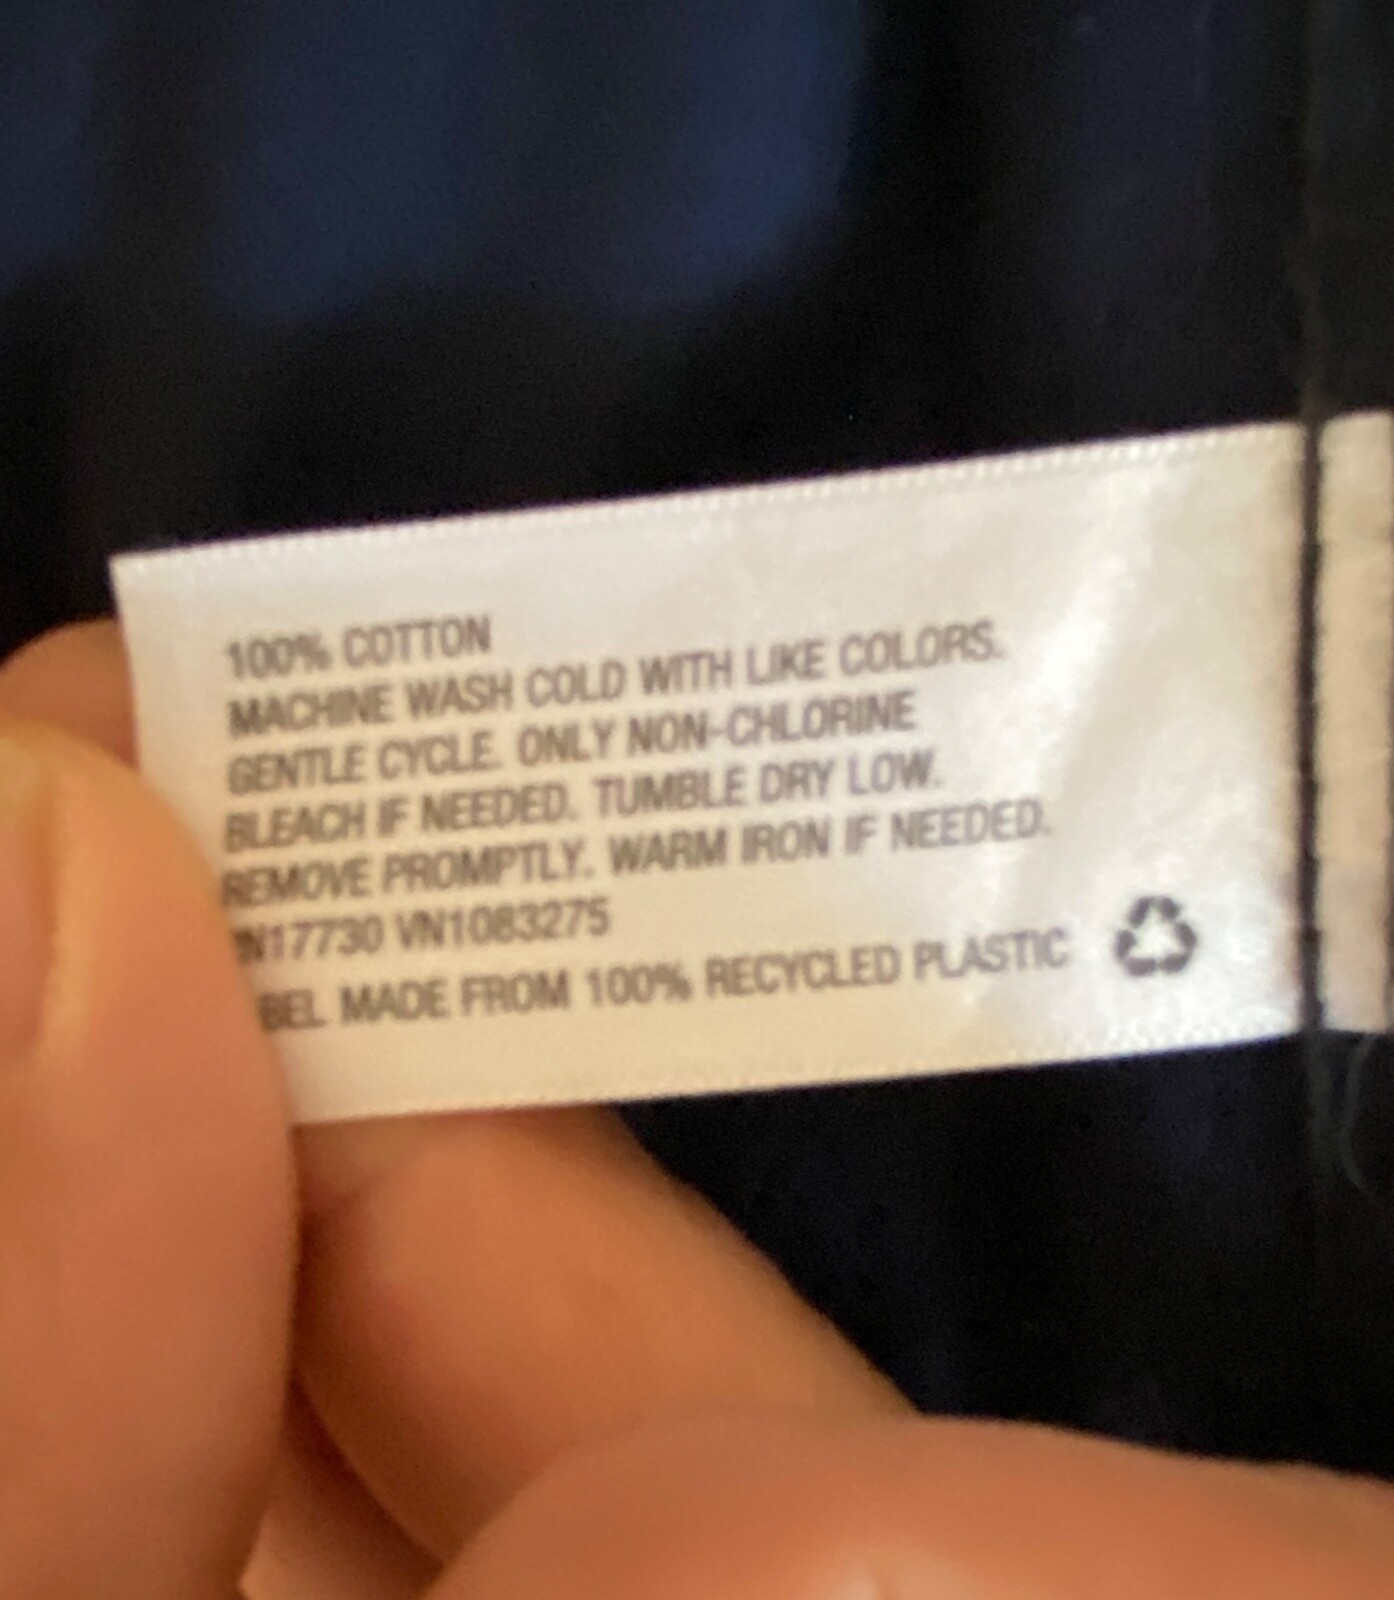 100% COTTON
MACHINE WASH COLD WITH LIKE COLORS.
GENTLE CYCLE. ONLY NON-CHLORINE
BLEACH IF NEEDED. TUMBLE DRY LOW.
REMOVE PROMPTLY. WARM IRON IF NEEDED.
N17730 VN1083275
BEL MADE FROM 100% RECYCLED PLASTIC